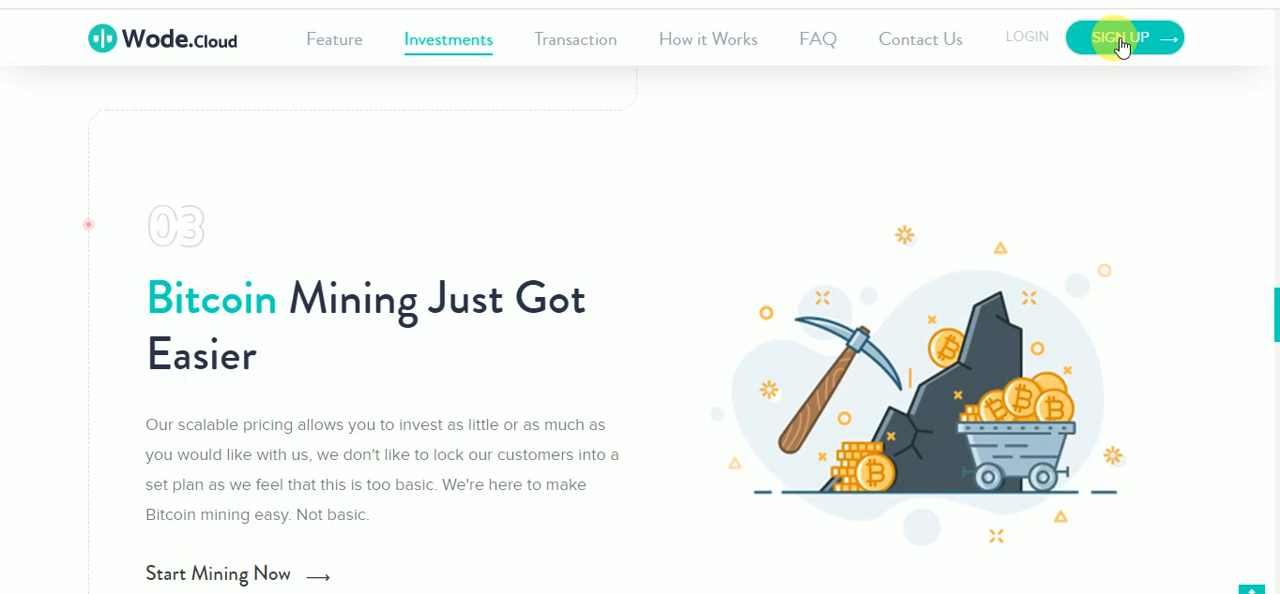 Wode.Cloud Feature Investments Transaction How it Works FAQ Contact Us LOGIN SIGN UP
03
Bitcoin Mining Just Got
Easier
Our scalable pricing allows you to invest as little or as much as
you would like with us, we don't like to lock our customers into a
set plan as we feel that this is too basic. We're here to make
Bitcoin mining easy. Not basic.
Start Mining Now